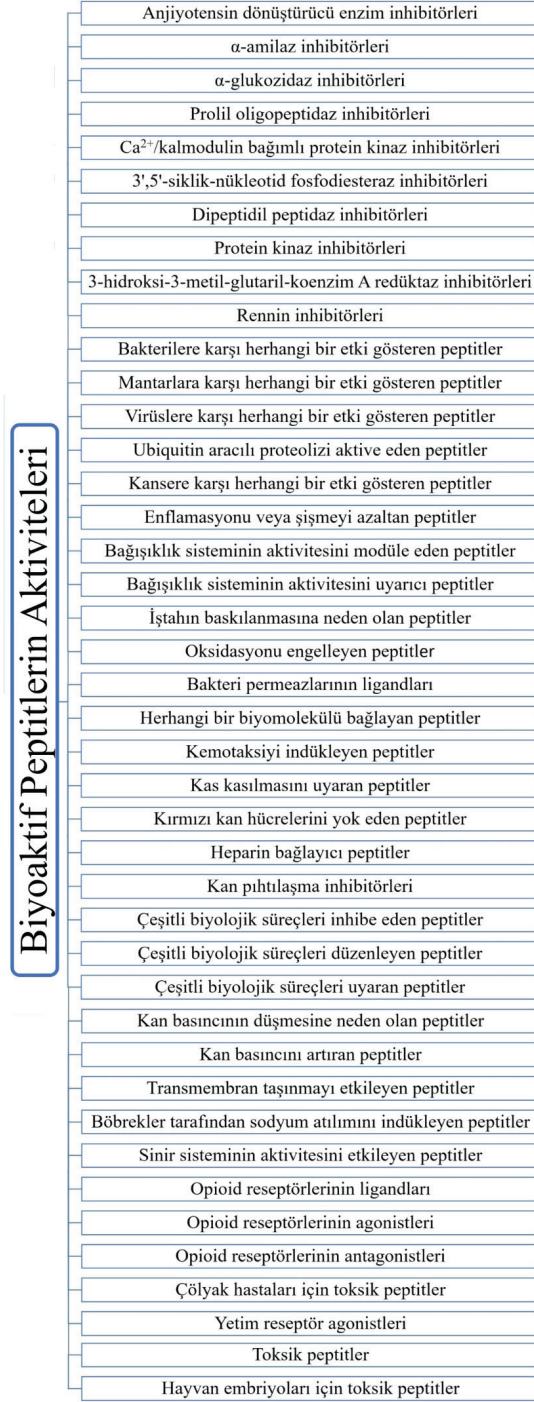 Biyoaktif Peptitlerin Aktiviteleri
Anjiyotensin dönüştürücü enzim inhibitörleri
α-amilaz inhibitörleri
α-glukozidaz inhibitörleri
Prolil oligopeptidaz inhibitörleri
Ca²⁺/kalmodulin bağımlı protein kinaz inhibitörleri
3',5'-siklik-nükleotid fosfodiesteraz inhibitörleri
Dipeptidil peptidaz inhibitörleri
Protein kinaz inhibitörleri
3-hidroksi-3-metil-glutaril-koenzim A redüktaz inhibitörleri
Rennin inhibitörleri
Bakterilere karşı herhangi bir etki gösteren peptitler
Mantarlara karşı herhangi bir etki gösteren peptitler
Virüslere karşı herhangi bir etki gösteren peptitler
Ubiquitin aracılı proteolizi aktive eden peptitler
Kansere karşı herhangi bir etki gösteren peptitler
Enflamasyonu veya şişmeyi azaltan peptitler
Bağışıklık sisteminin aktivitesini modüle eden peptitler
Bağışıklık sisteminin aktivitesini uyarıcı peptitler
İştahın baskılanmasına neden olan peptitler
Oksidasyonu engelleyen peptitler
Bakteri permeazlarının ligandları
Herhangi bir biyomolekülü bağlayan peptitler
Kemotaksiyi indükleyen peptitler
Kas kasılmasını uyaran peptitler
Kırmızı kan hücrelerini yok eden peptitler
Heparin bağlayıcı peptitler
Kan pıhtılaşma inhibitörleri
Çeşitli biyolojik süreçleri inhibe eden peptitler
Çeşitli biyolojik süreçleri düzenleyen peptitler
Çeşitli biyolojik süreçleri uyaran peptitler
Kan basıncının düşmesine neden olan peptitler
Kan basıncını artıran peptitler
Transmembran taşınmayı etkileyen peptitler
Böbrekler tarafından sodyum atılımını indükleyen peptitler
Sinir sisteminin aktivitesini etkileyen peptitler
Opioid reseptörlerinin ligandları
Opioid reseptörlerinin agonistleri
Opioid reseptörlerinin antagonistleri
Çölyak hastaları için toksik peptitler
Yetim reseptör agonistleri
Toksik peptitler
Hayvan embriyoları için toksik peptitler